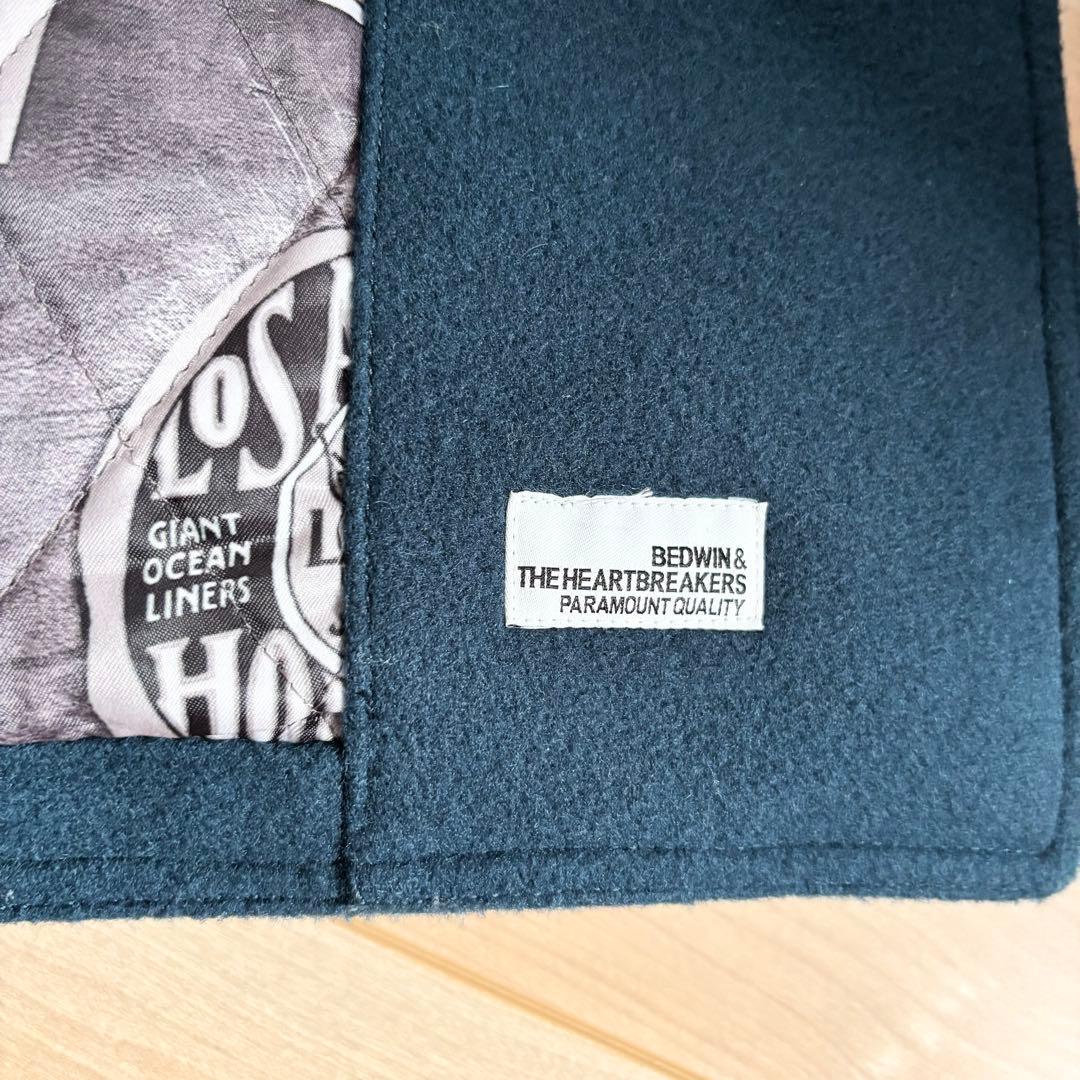 GIANT
OCEAN
LINERS
BEDWIN &
THE HEARTBREAKERS
PARAMOUNT QUALITY